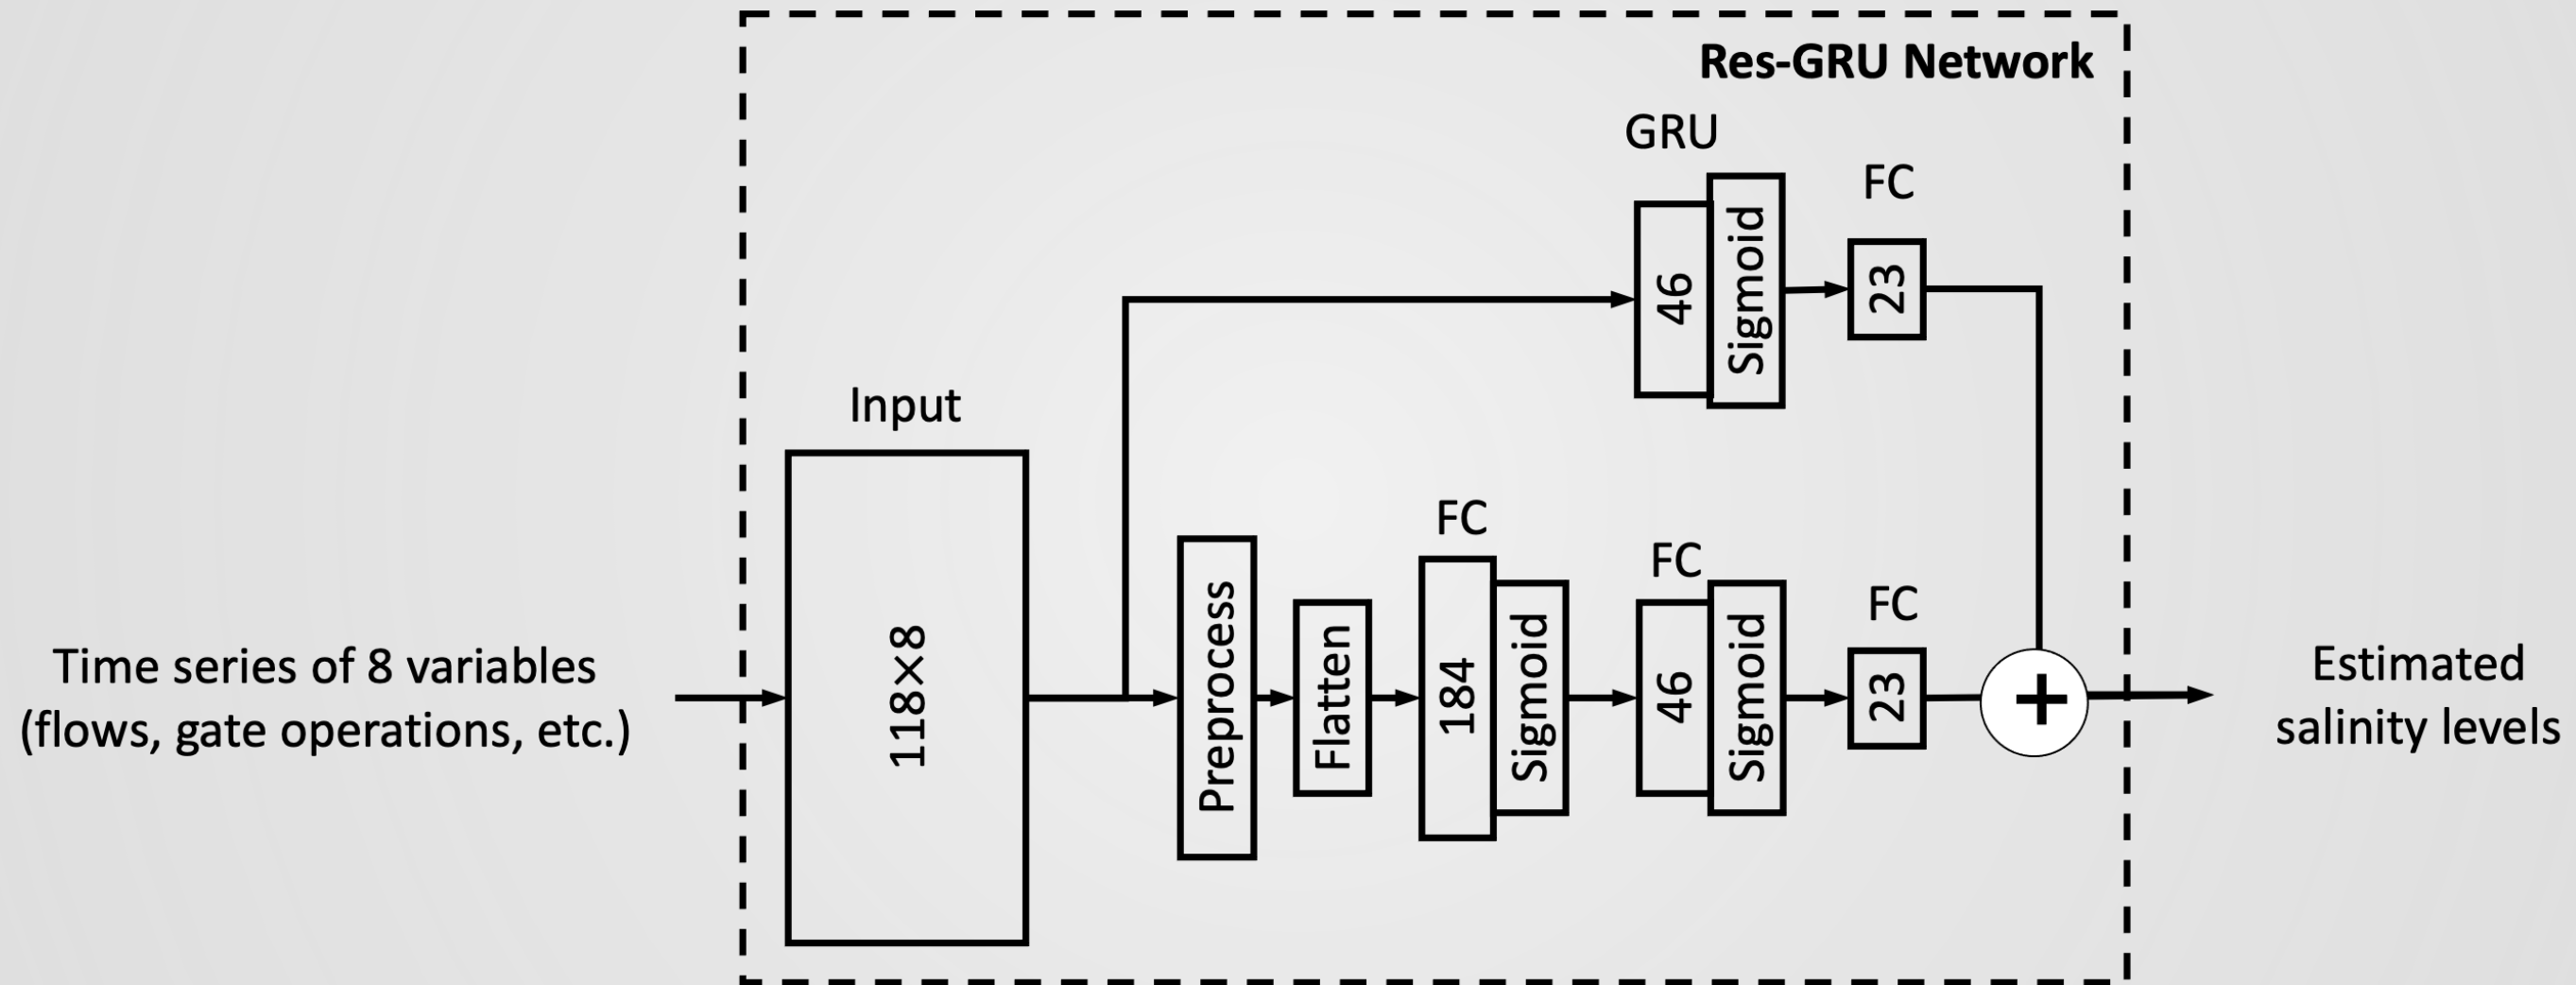 Res-GRU Network
GRU
46
Sigmoid
FC
23
Input
118×8
Time series of 8 variables
(flows, gate operations, etc.)
Preprocess
Flatten
FC
184
Sigmoid
FC
46
Sigmoid
FC
23
+
Estimated
salinity levels